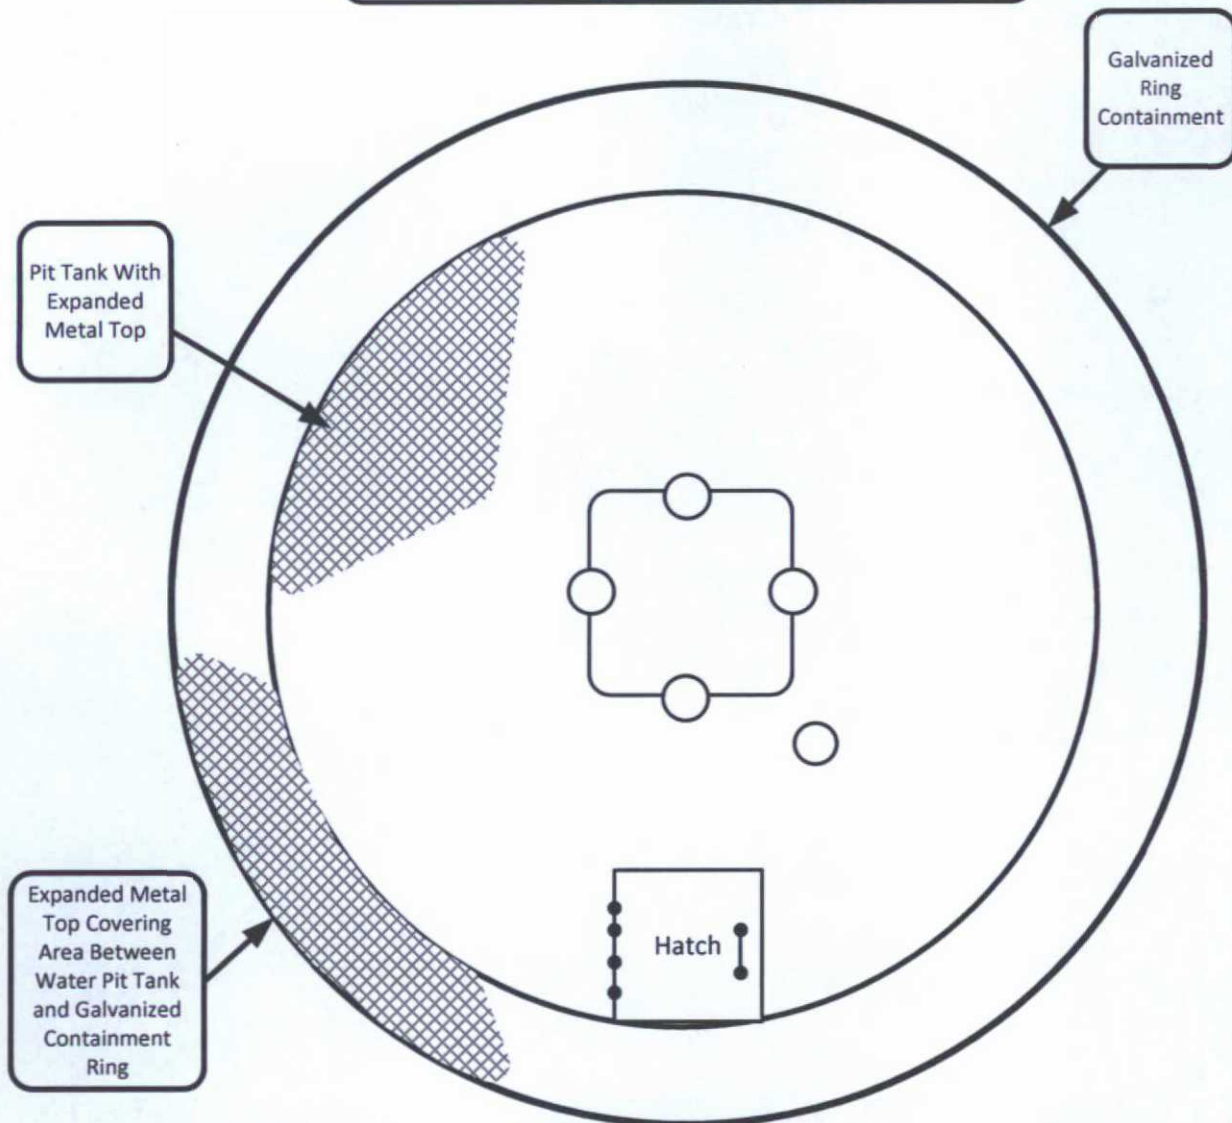 Galvanized
Ring
Containment
Pit Tank With
Expanded
Metal Top
Expanded Metal
Top Covering
Area Between
Water Pit Tank
and Galvanized
Containment
Ring
Hatch